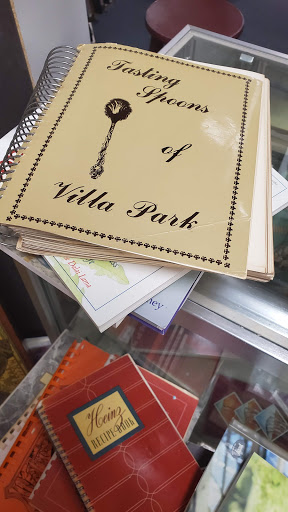 Tasting
Spoons
of
Villa Park
Heinz
RECIPE BOOK